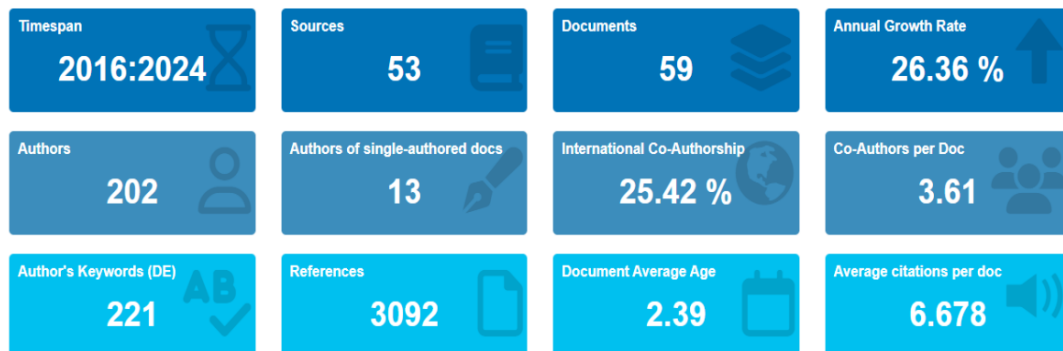 Timespan
2016:2024
Sources
53
Documents
59
Annual Growth Rate
26.36 %
Authors
202
Authors of single-authored docs
13
International Co-Authorship
25.42 %
Co-Authors per Doc
3.61
Author's Keywords (DE)
221
AB
References
3092
Document Average Age
2.39
Average citations per doc
6.678